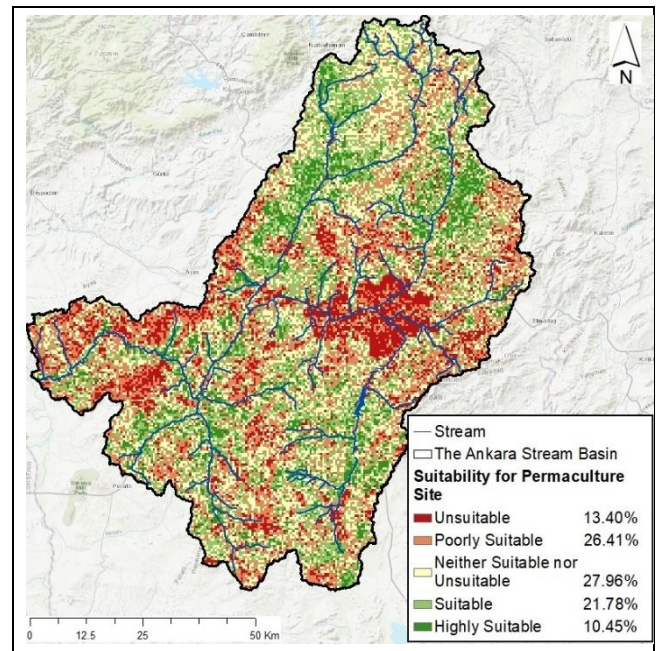 N
Stream
The Ankara Stream Basin
Suitability for Permaculture
Site
Unsuitable 13.40%
Poorly Suitable 26.41%
Neither Suitable nor
Unsuitable 27.96%
Suitable 21.78%
Highly Suitable 10.45%
0 12.5 25 50 Km